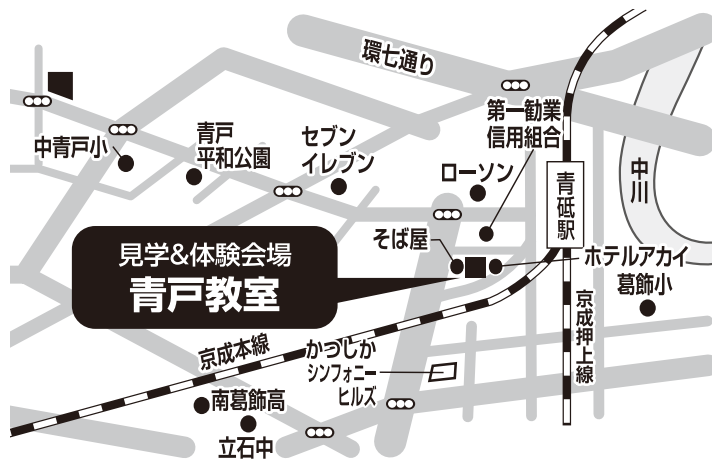 環七通り
第一勧業
信用組合
中青戸小
青戸
平和公園
セブン
イレブン
ローソン
青砥駅
中川
そば屋
見学&体験会場
青戸教室
ホテルアカイ
葛飾小
京成押上線
京成本線
かつしか
シンフォニー
ヒルズ
南葛飾高
立石中